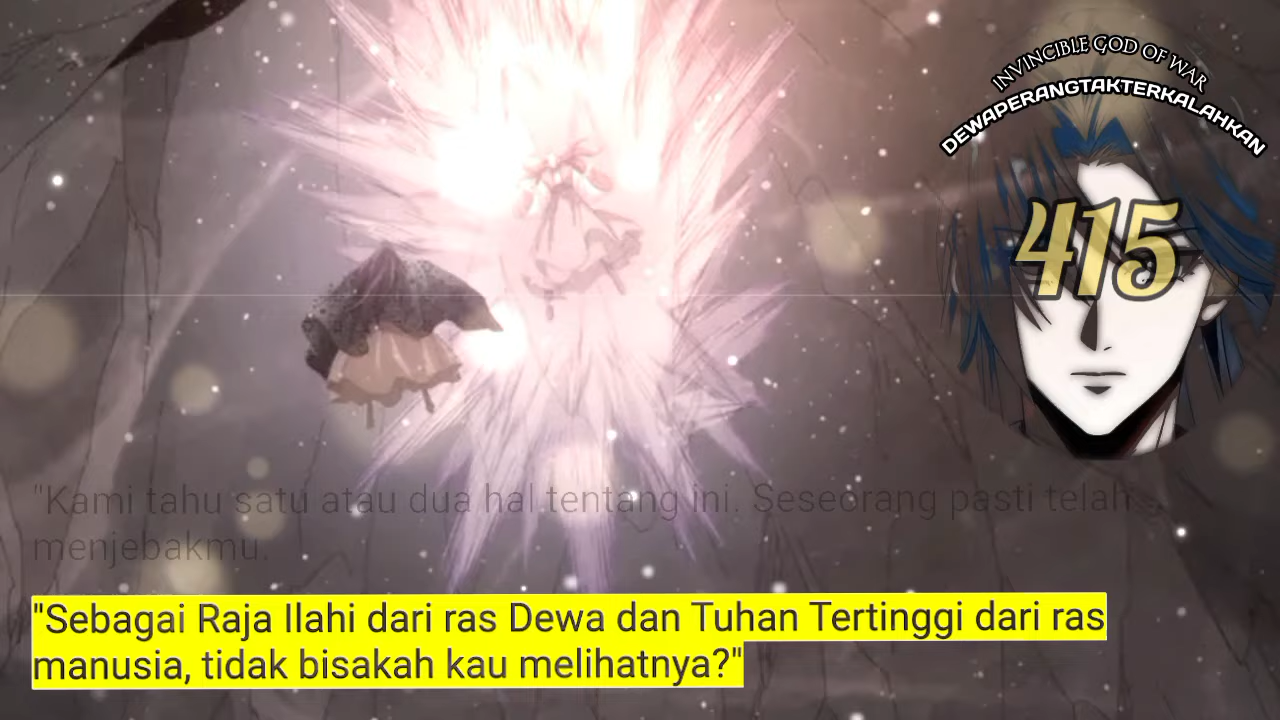 INVINCIBLE GOD OF WAR
DEWAPERANGTAKTERKALAHKAN
415
"Kami tahu satu atau dua hal tentang ini. Seseorang pasti telah
menjebakmu.
"Sebagai Raja Ilahi dari ras Dewa dan Tuhan Tertinggi dari ras
manusia, tidak bisakah kau melihatnya?"